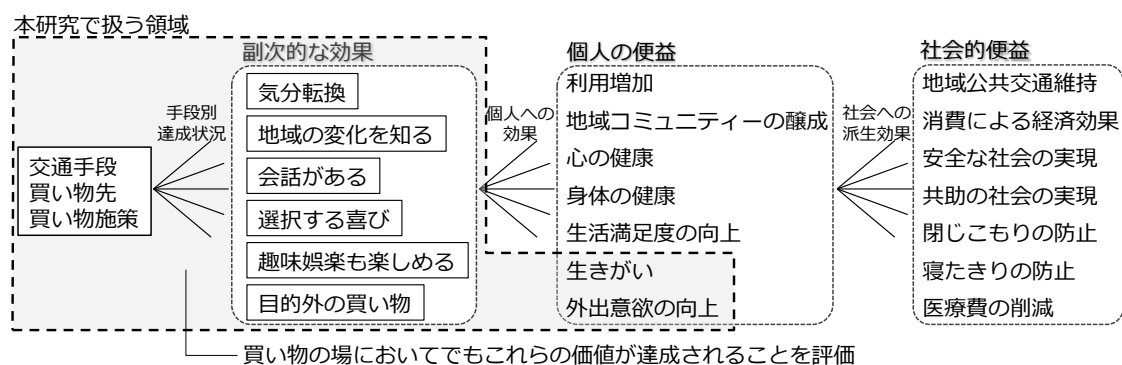 本研究で扱う領域
副次的な効果
個人の便益
社会的便益
手段別
達成状況
個人への
効果
社会への
派生効果
交通手段
買い物先
買い物施策
気分転換
地域の変化を知る
会話がある
選択する喜び
趣味娯楽も楽しめる
目的外の買い物
利用増加
地域コミュニティーの醸成
心の健康
身体の健康
生活満足度の向上
生きがい
外出意欲の向上
地域公共交通維持
消費による経済効果
安全な社会の実現
共助の社会の実現
閉じこもりの防止
寝たきりの防止
医療費の削減
買い物の場においてでもこれらの価値が達成されることを評価